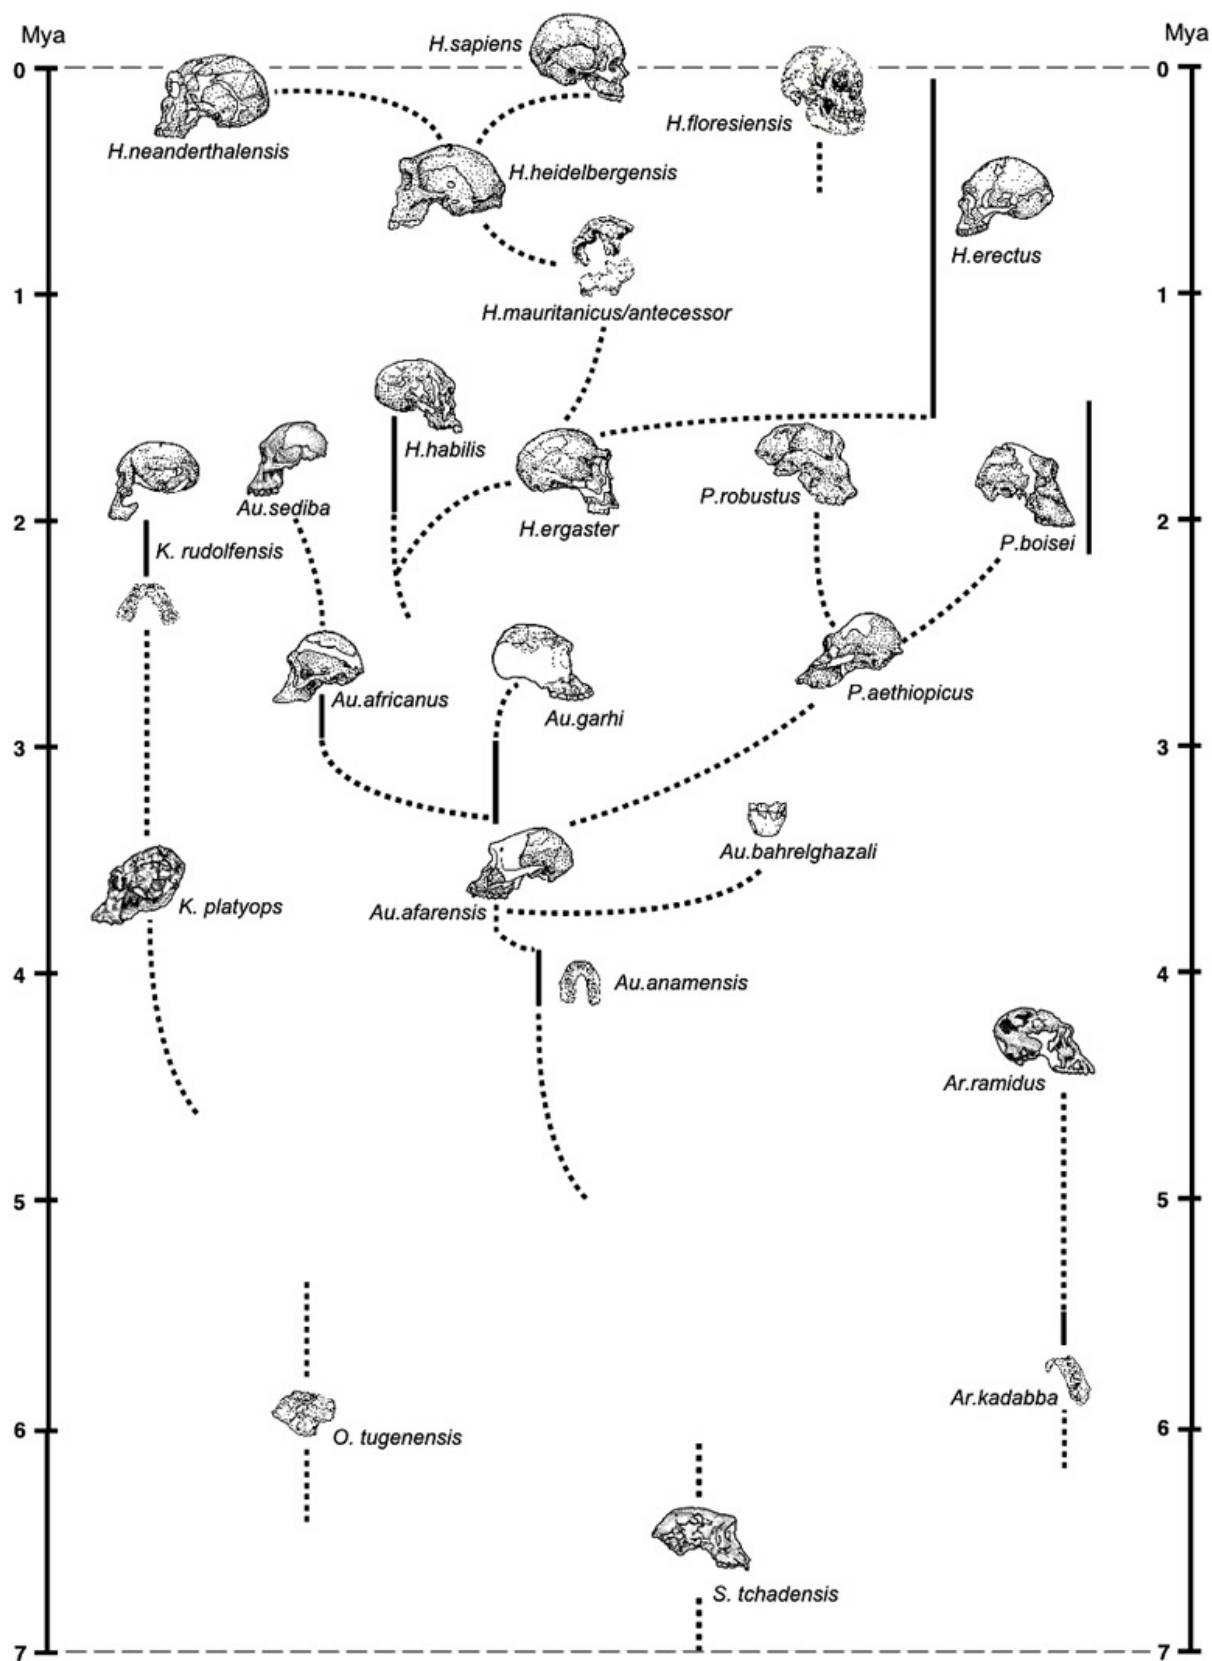 Mya
Mya
H.sapiens
0
0
H.neanderthalensis
H.floresiensis
H.heidelbergensis
H.erectus
1
1
H.mauritanicus/antecessor
H.habilis
Au.sediba
P.robustus
2
2
H.ergaster
P.boisei
K. rudolfensis
Au.africanus
P.aethiopicus
Au.garhi
3
3
Au.bahrelghazali
K. platyops
Au.afarensis
4
4
Au.anamensis
Ar.ramidus
5
5
Ar.kadabba
6
6
O. tugenensis
S. tchadensis
7
7